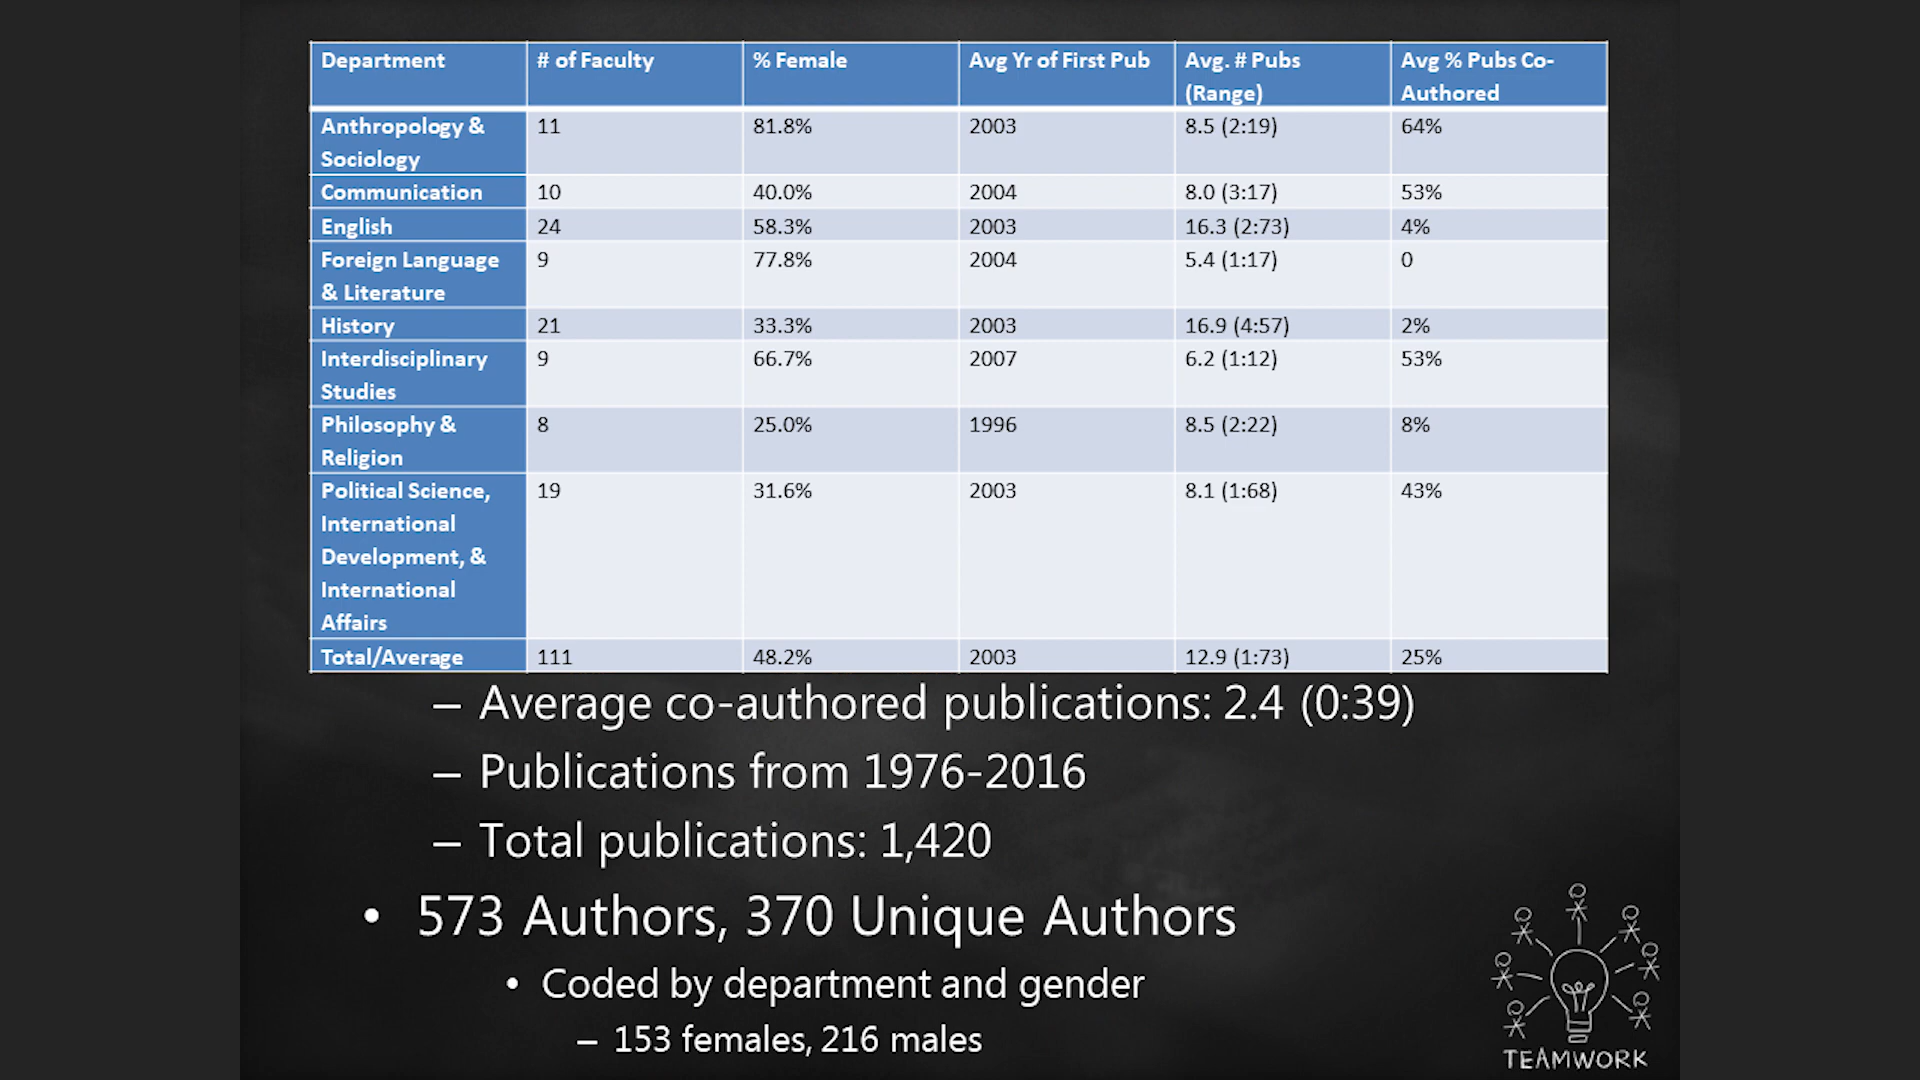 Department # of Faculty % Female Avg Yr of First Pub Avg. # Pubs (Range) Avg % Pubs Co-Authored
Anthropology & Sociology 11 81.8% 2003 8.5 (2:19) 64%
Communication 10 40.0% 2004 8.0 (3:17) 53%
English 24 58.3% 2003 16.3 (2:73) 4%
Foreign Language & Literature 9 77.8% 2004 5.4 (1:17) 0
History 21 33.3% 2003 16.9 (4:57) 2%
Interdisciplinary Studies 9 66.7% 2007 6.2 (1:12) 53%
Philosophy & Religion 8 25.0% 1996 8.5 (2:22) 8%
Political Science, International Development, & International Affairs 19 31.6% 2003 8.1 (1:68) 43%
Total/Average 111 48.2% 2003 12.9 (1:73) 25%
– Average co-authored publications: 2.4 (0:39)
– Publications from 1976-2016
– Total publications: 1,420
• 573 Authors, 370 Unique Authors
• Coded by department and gender
– 153 females, 216 males
TEAMWORK